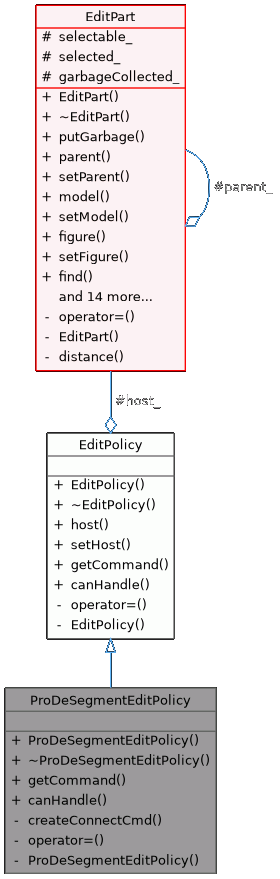 EditPart
# selectable_
# selected_
# garbageCollected_
+ EditPart()
+ ~EditPart()
+ putGarbage()
+ parent()
+ setParent()
+ model()
+ setModel()
+ figure()
+ setFigure()
+ find()
and 14 more...
- operator=()
- EditPart()
- distance()
#parent_
#host_
EditPolicy
+ EditPolicy()
+ ~EditPolicy()
+ host()
+ setHost()
+ getCommand()
+ canHandle()
- operator=()
- EditPolicy()
ProDeSegmentEditPolicy
+ ProDeSegmentEditPolicy()
+ ~ProDeSegmentEditPolicy()
+ getCommand()
+ canHandle()
- createConnectCmd()
- operator=()
- ProDeSegmentEditPolicy()